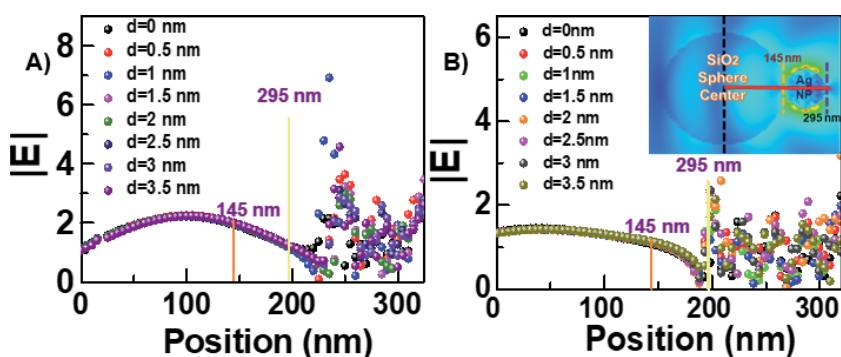 A)
8
6
4
2
0
|E|
d=0 nm
d=0.5 nm
d=1 nm
d=1.5 nm
d=2 nm
d=2.5 nm
d=3 nm
d=3.5 nm
295 nm
145 nm
0 100 200 300
Position (nm)
B)
6
4
2
0
|E|
d=0nm
d=0.5 nm
d=1nm
d=1.5 nm
d=2 nm
d=2.5nm
d=3 nm
d=3.5 nm
295 nm
145 nm
0 100 200 300
Position (nm)
SiO₂
Sphere
Center
145 nm
Ag
NP
295 nm